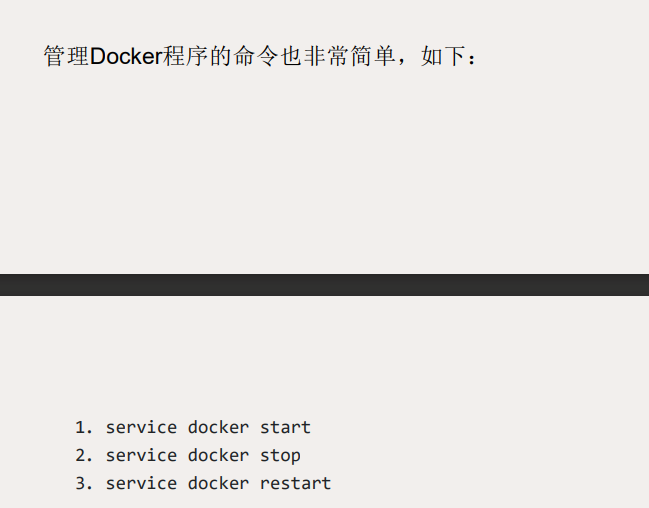 管理Docker程序的命令也非常简单，如下：
1. service docker start
2. service docker stop
3. service docker restart